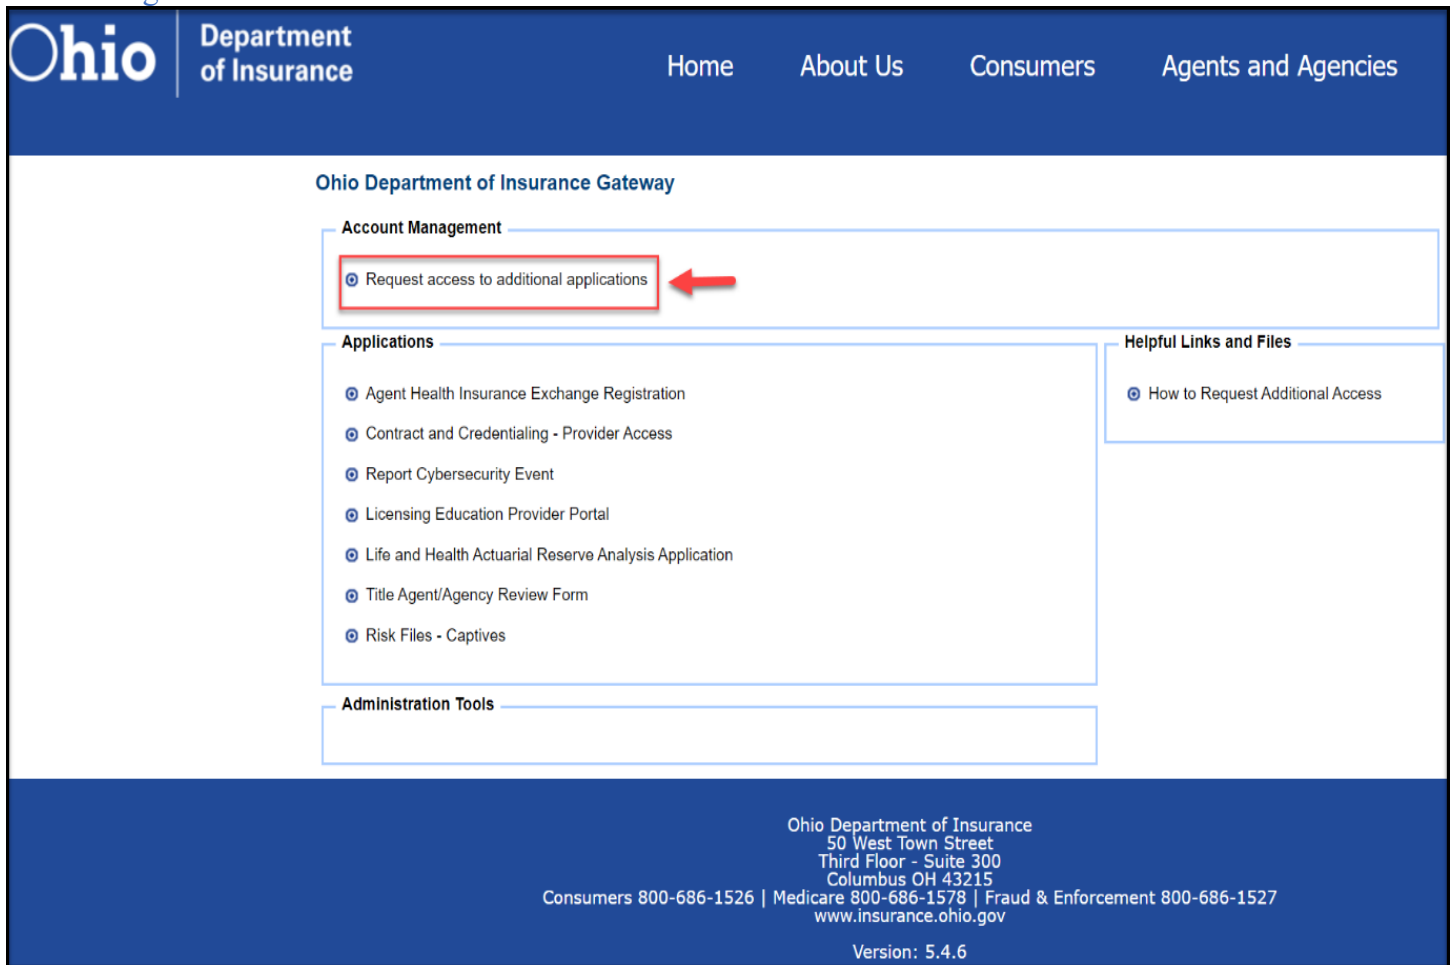 Ohio
Department
of Insurance
Home
About Us
Consumers
Agents and Agencies
Ohio Department of Insurance Gateway
Account Management
Request access to additional applications
Applications
Agent Health Insurance Exchange Registration
Contract and Credentialing - Provider Access
Report Cybersecurity Event
Licensing Education Provider Portal
Life and Health Actuarial Reserve Analysis Application
Title Agent/Agency Review Form
Risk Files - Captives
Helpful Links and Files
How to Request Additional Access
Administration Tools
Ohio Department of Insurance
50 West Town Street
Third Floor - Suite 300
Columbus OH 43215
Consumers 800-686-1526 | Medicare 800-686-1578 | Fraud & Enforcement 800-686-1527
www.insurance.ohio.gov
Version: 5.4.6